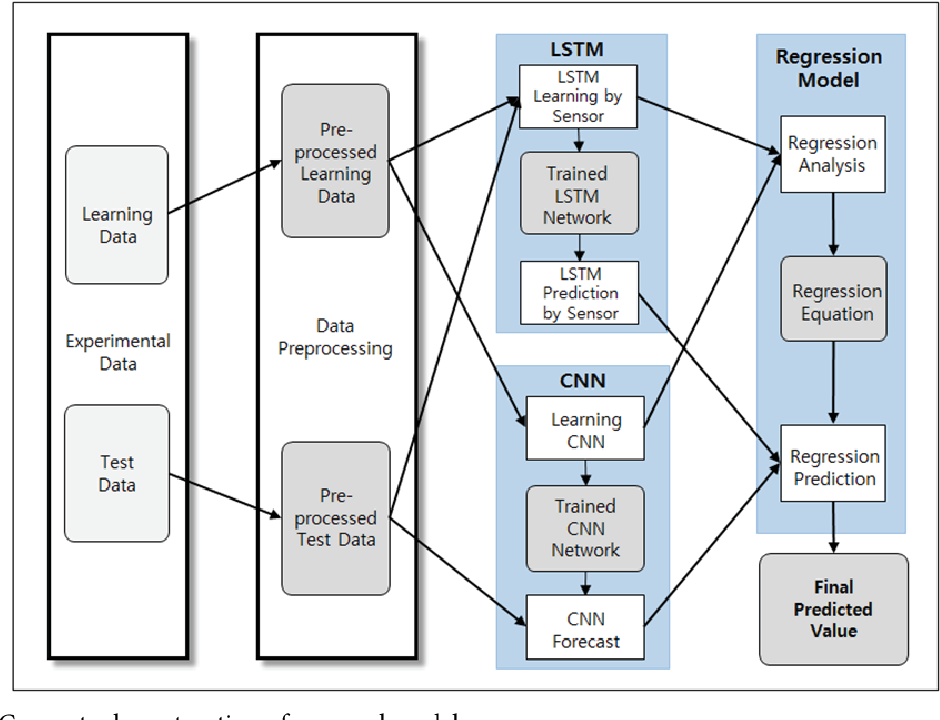 Learning
Data
Experimental
Data
Test
Data
Pre-
processed
Learning
Data
Data
Preprocessing
Pre-
processed
Test Data
LSTM
LSTM
Learning by
Sensor
Trained
LSTM
Network
LSTM
Prediction
by Sensor
CNN
Learning
CNN
Trained
CNN
Network
CNN
Forecast
Regression
Model
Regression
Analysis
Regression
Equation
Regression
Prediction
Final
Predicted
Value